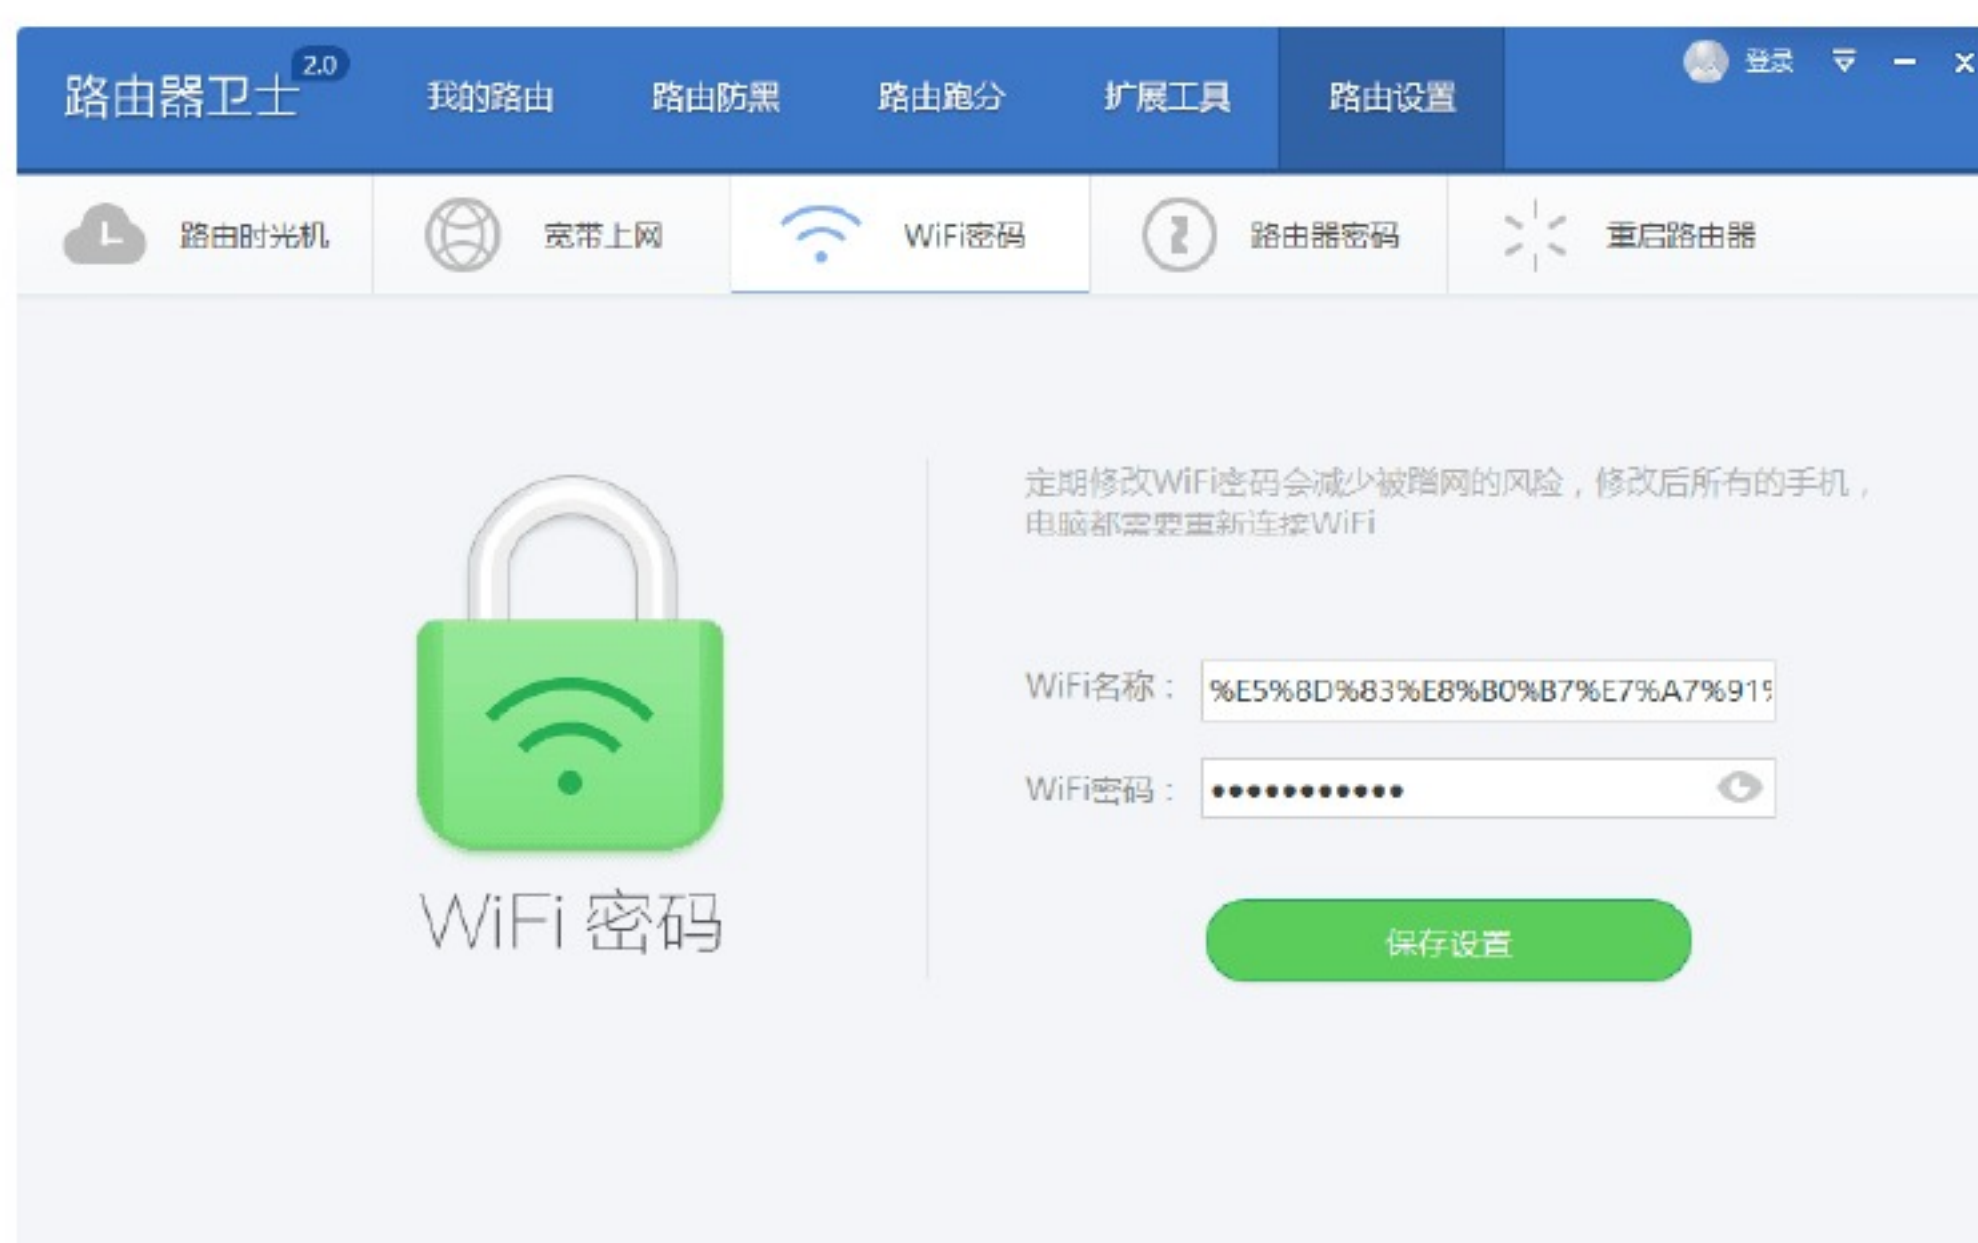 路由器卫士 2.0
我的路由 路由防黑 路由跑分 扩展工具 路由设置 登录
路由时光机 宽带上网 WiFi密码 路由器密码 重启路由器
定期修改WiFi密码会减少被蹭网的风险，修改后所有的手机，
电脑都需要重新连接WiFi
WiFi名称： %E5%8D%83%E8%B0%B7%E7%A7%91%
WiFi密码： •••••••••••
保存设置
WiFi 密码